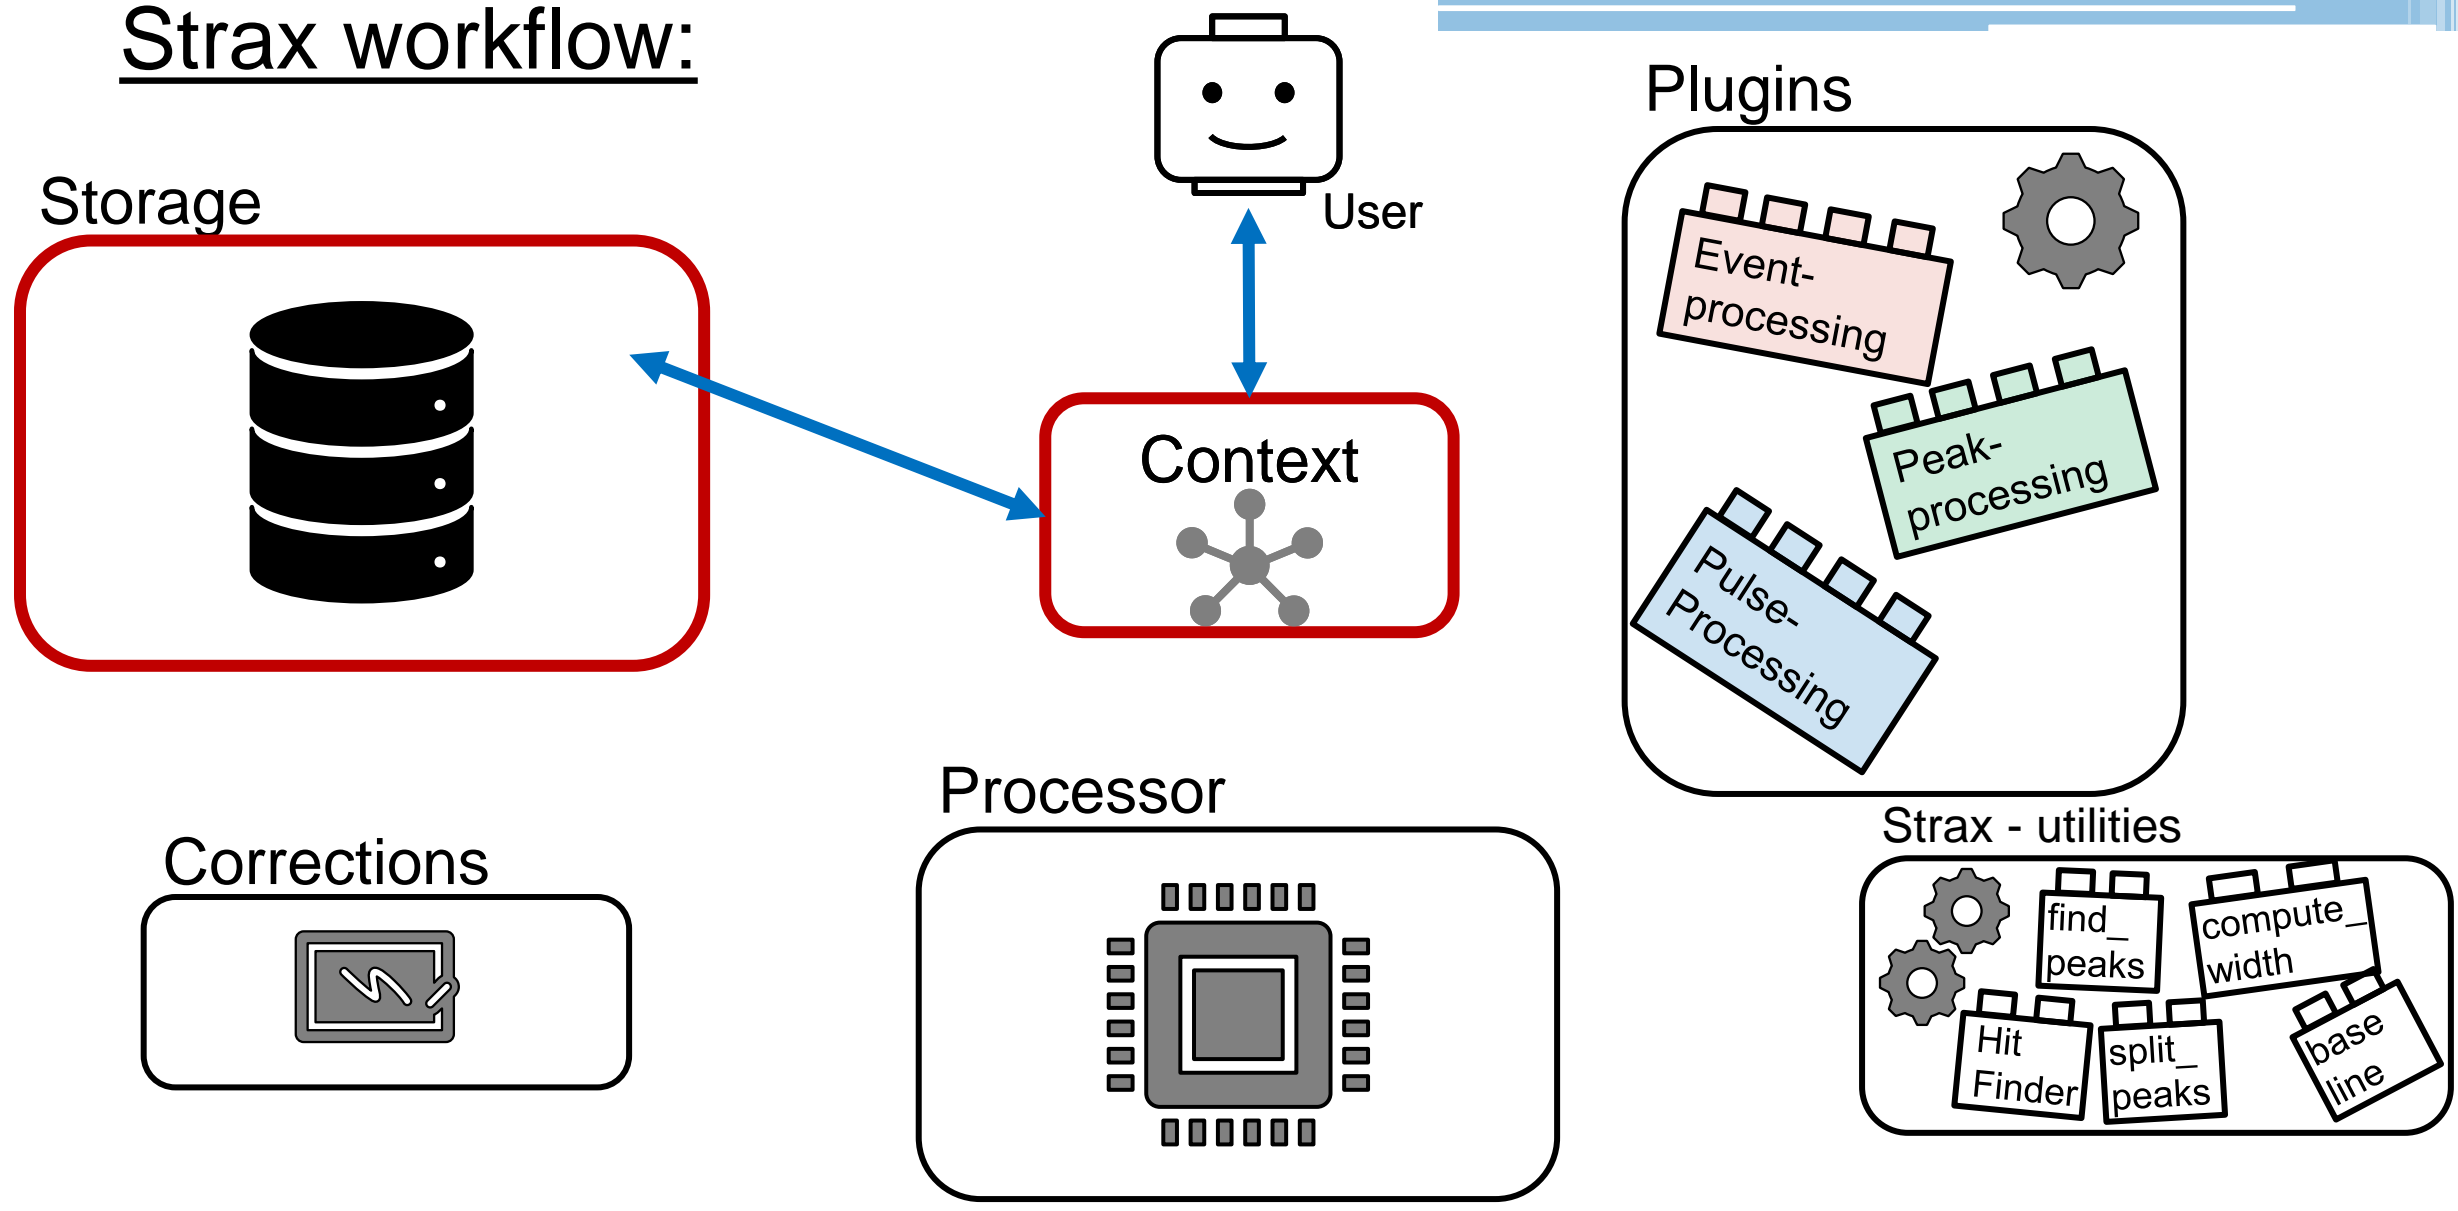 Strax workflow:
User
Plugins
Storage
Event-
processing
Peak-
processing
Pulse-
Processing
Context
Processor
Corrections
Strax - utilities
find_
peaks
compute_
width
Hit
Finder
split_
peaks
base
line